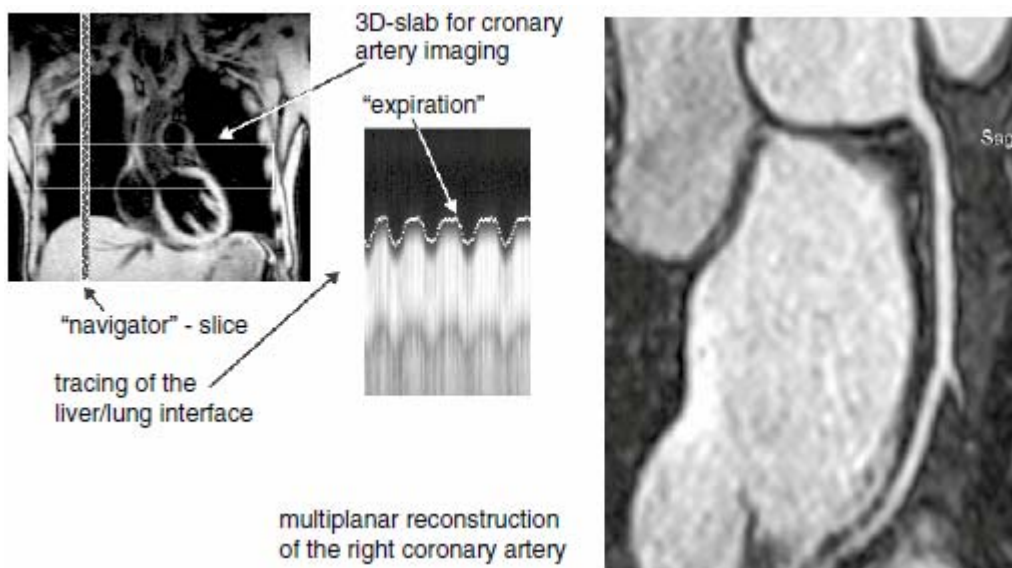 3D-slab for cronary
artery imaging
“expiration”
“navigator” - slice
tracing of the
liver/lung interface
multiplanar reconstruction
of the right coronary artery